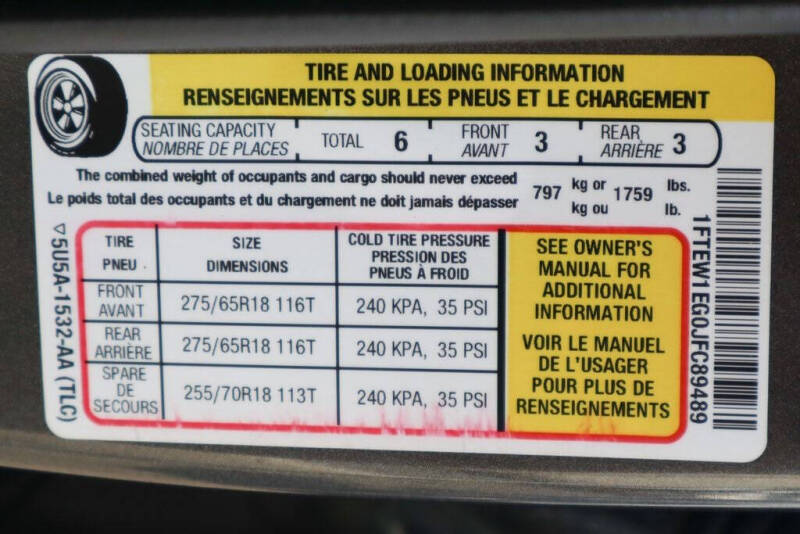 TIRE AND LOADING INFORMATION
RENSEIGNEMENTS SUR LES PNEUS ET LE CHARGEMENT
SEATING CAPACITY TOTAL 6 FRONT 3 REAR 3
NOMBRE DE PLACES AVANT ARRIÈRE
The combined weight of occupants and cargo should never exceed 797 kg or 1759 lbs.
Le poids total des occupants et du chargement ne doit jamais dépasser kg ou lb.
TIRE SIZE COLD TIRE PRESSURE
PNEU DIMENSIONS PRESSION DES
PNEUS À FROID
FRONT
AVANT 275/65R18 116T 240 KPA, 35 PSI
REAR
ARRIÈRE 275/65R18 116T 240 KPA, 35 PSI
SPARE
DE
SECOURS 255/70R18 113T 240 KPA, 35 PSI
SEE OWNER'S
MANUAL FOR
ADDITIONAL
INFORMATION
VOIR LE MANUEL
DE L'USAGER
POUR PLUS DE
RENSEIGNEMENTS
5U5A-1532-AA (TLC)
1FTEW1EG0JFC89489